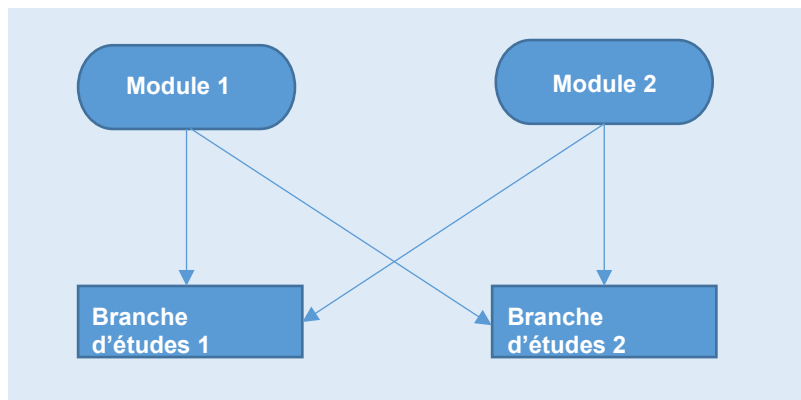 Module 1
Module 2
Branche
d’études 1
Branche
d’études 2